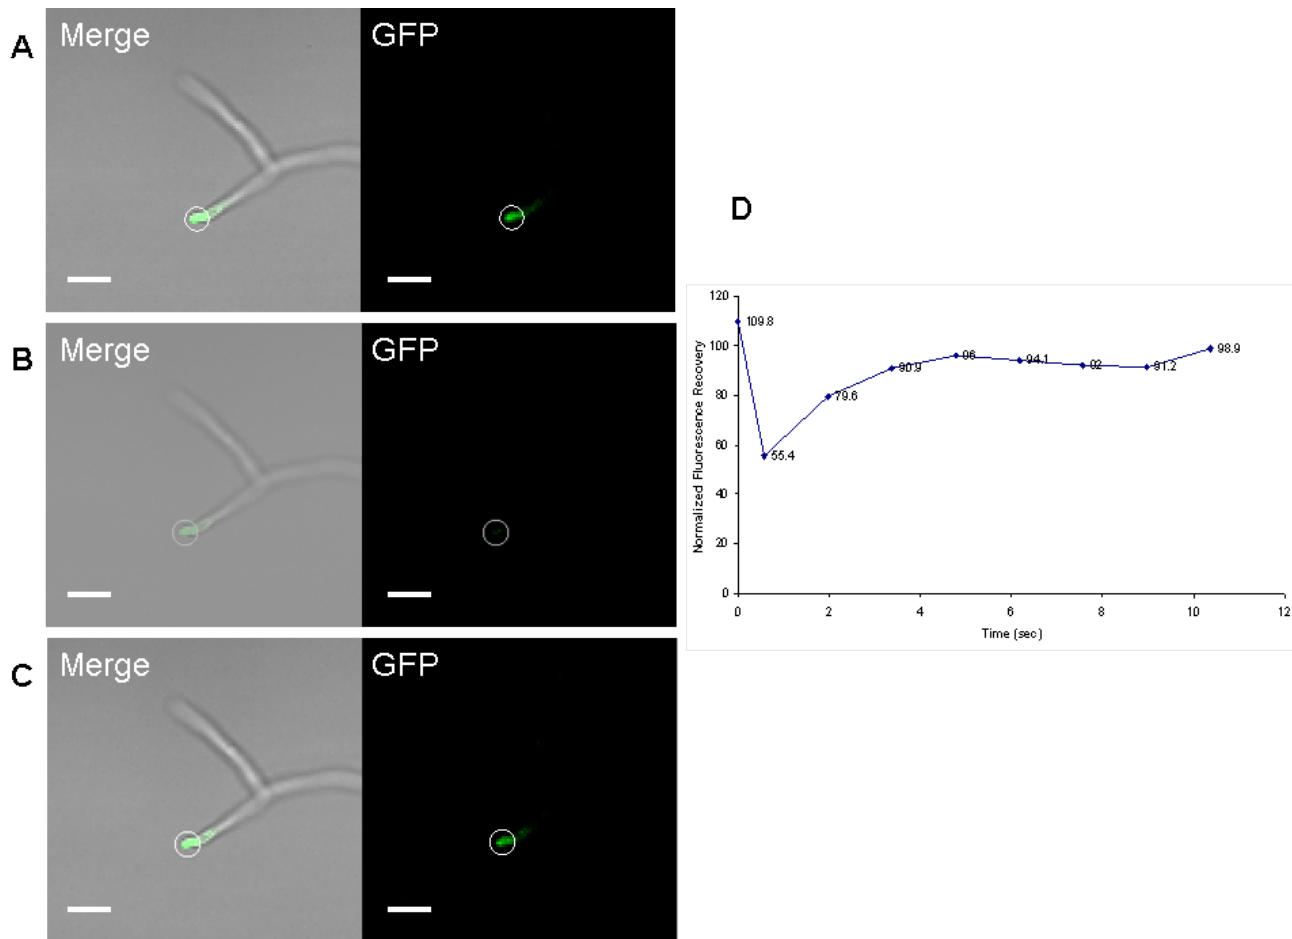 A
Merge
GFP
B
Merge
GFP
C
Merge
GFP
D
120
100
80
60
40
20
0
Normalized Fluorescence Recovery
109.8
55.4
79.6
90.9
96
94.1
92
91.2
98.9
0 2 4 6 8 10 12
Time (sec)